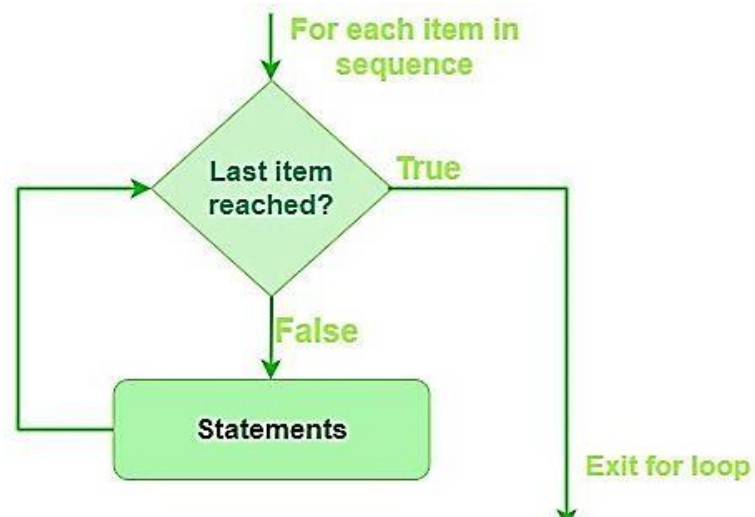 For each item in
sequence
Last item
reached?
True
False
Statements
Exit for loop